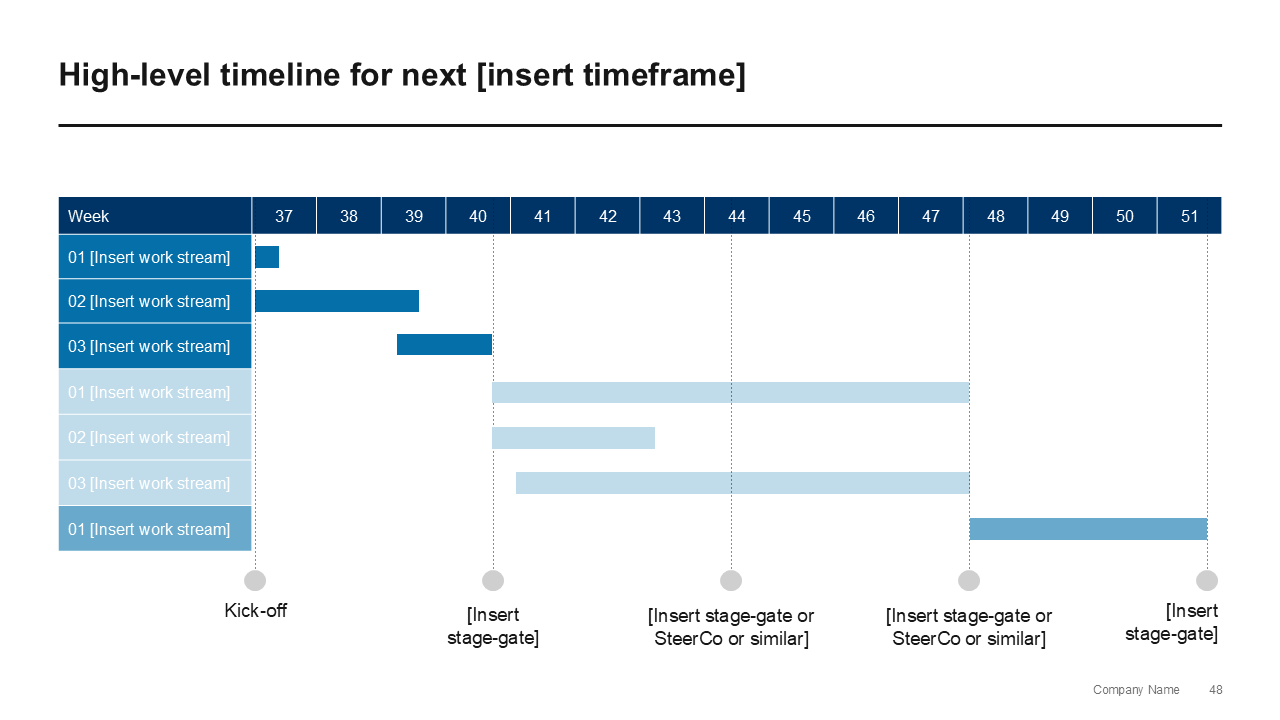 High-level timeline for next [insert timeframe]
Week 37 38 39 40 41 42 43 44 45 46 47 48 49 50 51
01 [Insert work stream]
02 [Insert work stream]
03 [Insert work stream]
01 [Insert work stream]
02 [Insert work stream]
03 [Insert work stream]
01 [Insert work stream]
Kick-off
[Insert
stage-gate]
[Insert stage-gate or
SteerCo or similar]
[Insert stage-gate or
SteerCo or similar]
[Insert
stage-gate]
Company Name 48